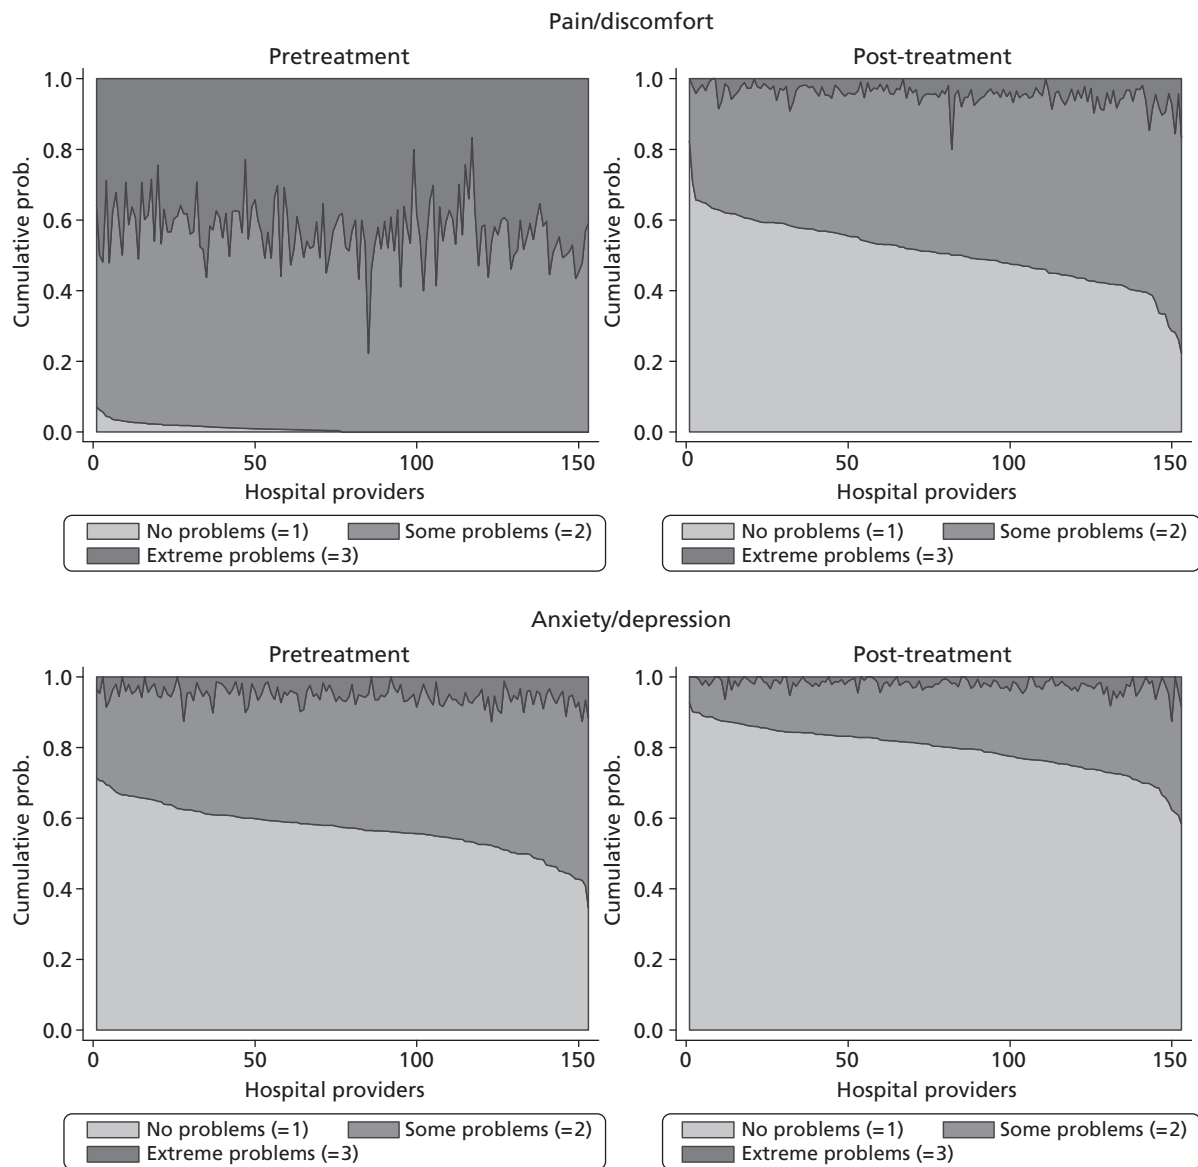 Pain/discomfort
Pretreatment
1.0
0.8
0.6
0.4
0.2
0.0
Cumulative prob.
0
50
100
150
Hospital providers
No problems (=1)
Some problems (=2)
Extreme problems (=3)
Post-treatment
1.0
0.8
0.6
0.4
0.2
0.0
Cumulative prob.
0
50
100
150
Hospital providers
No problems (=1)
Some problems (=2)
Extreme problems (=3)
Anxiety/depression
Pretreatment
1.0
0.8
0.6
0.4
0.2
0.0
Cumulative prob.
0
50
100
150
Hospital providers
No problems (=1)
Some problems (=2)
Extreme problems (=3)
Post-treatment
1.0
0.8
0.6
0.4
0.2
0.0
Cumulative prob.
0
50
100
150
Hospital providers
No problems (=1)
Some problems (=2)
Extreme problems (=3)